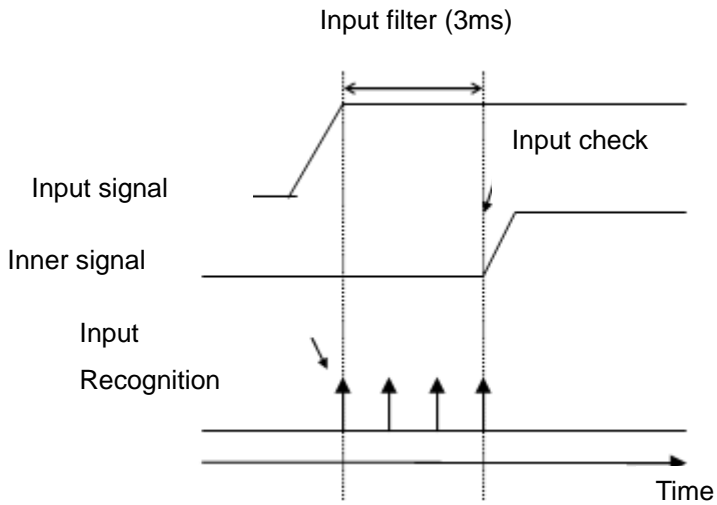 Input filter (3ms)
Input check
Input signal
Inner signal
Input
Recognition
Time